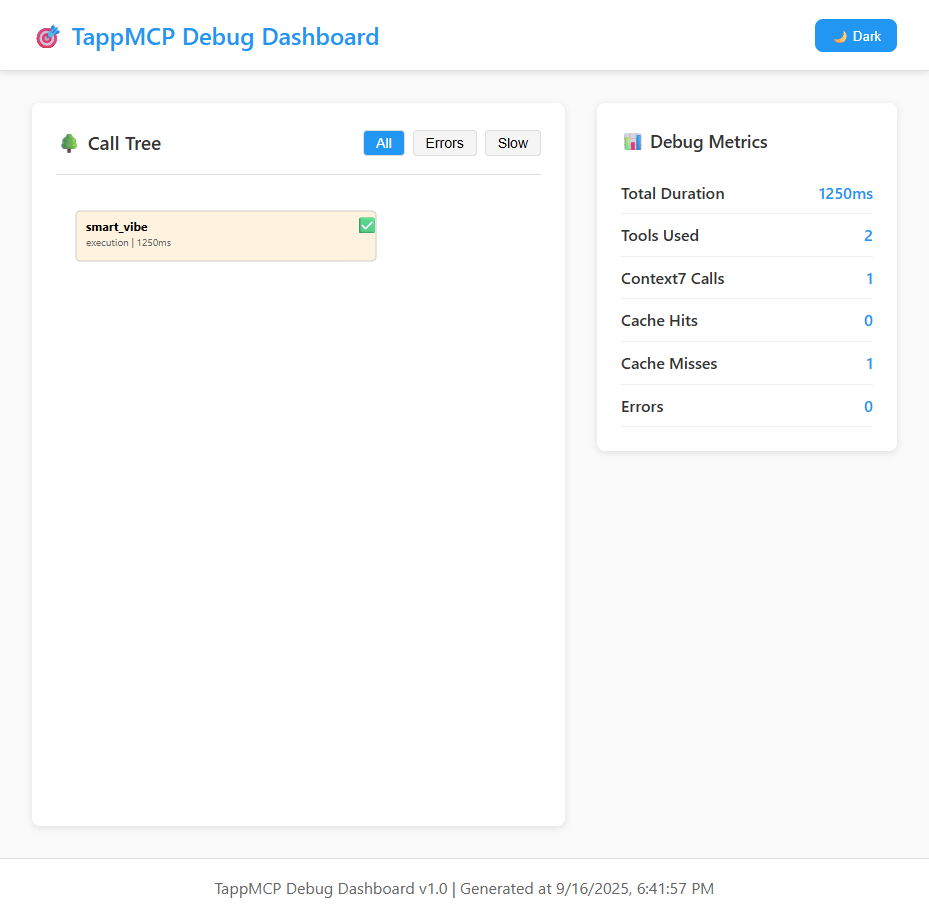 TappMCP Debug Dashboard
Dark
Call Tree
All
Errors
Slow
smart_vibe
execution | 1250ms
Debug Metrics
Total Duration 1250ms
Tools Used 2
Context7 Calls 1
Cache Hits 0
Cache Misses 1
Errors 0
TappMCP Debug Dashboard v1.0 | Generated at 9/16/2025, 6:41:57 PM